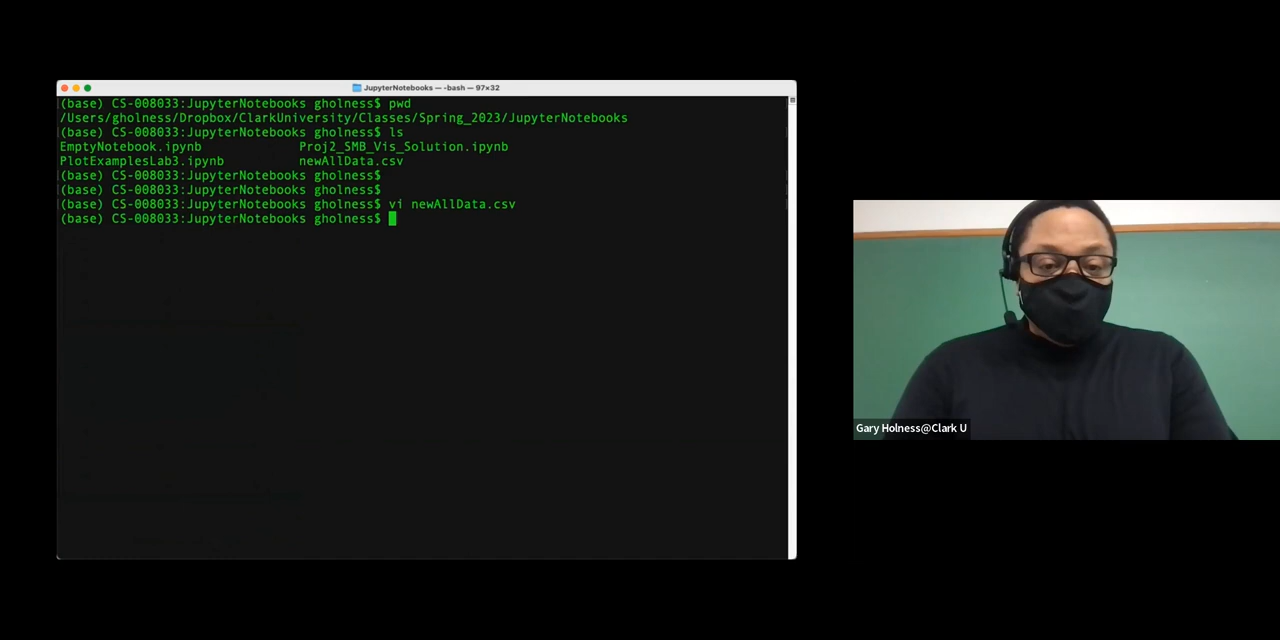 JupyterNotebooks — -bash — 97×32
(base) CS-008033:JupyterNotebooks gholness$ pwd
/Users/gholness/Dropbox/ClarkUniversity/Classes/Spring_2023/JupyterNotebooks
(base) CS-008033:JupyterNotebooks gholness$ ls
EmptyNotebook.ipynb Proj2_SMB_Vis_Solution.ipynb
PlotExamplesLab3.ipynb newAllData.csv
(base) CS-008033:JupyterNotebooks gholness$
(base) CS-008033:JupyterNotebooks gholness$
(base) CS-008033:JupyterNotebooks gholness$ vi newAllData.csv
(base) CS-008033:JupyterNotebooks gholness$
Gary Holness@Clark U